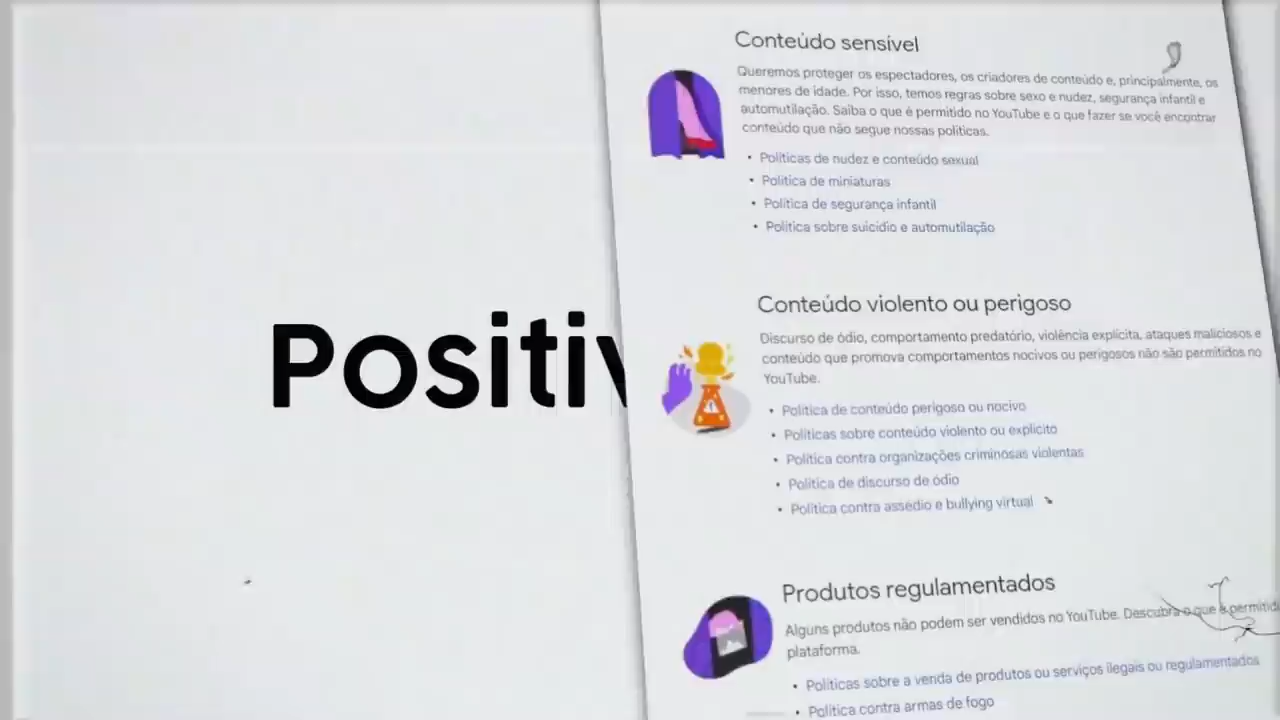 Positiv
Conteúdo sensível
Queremos proteger os espectadores, os criadores de conteúdo e, principalmente, os
menores de idade. Por isso, temos regras sobre sexo e nudez, segurança infantil e
automutilação. Saiba o que é permitido no YouTube e o que fazer se você encontrar
conteúdo que não segue nossas políticas.
• Políticas de nudez e conteúdo sexual
• Política de miniaturas
• Política de segurança infantil
• Política sobre suicídio e automutilação
Conteúdo violento ou perigoso
Discurso de ódio, comportamento predatório, violência explícita, ataques maliciosos e
conteúdo que promova comportamentos nocivos ou perigosos não são permitidos no
YouTube.
• Política de conteúdo perigoso ou nocivo
• Políticas sobre conteúdo violento ou explícito
• Política contra organizações criminosas violentas
• Política de discurso de ódio
• Política contra assédio e bullying virtual
Produtos regulamentados
Alguns produtos não podem ser vendidos no YouTube. Descubra o que é permitid
plataforma.
• Políticas sobre a venda de produtos ou serviços ilegais ou regulamentados
• Política contra armas de fogo